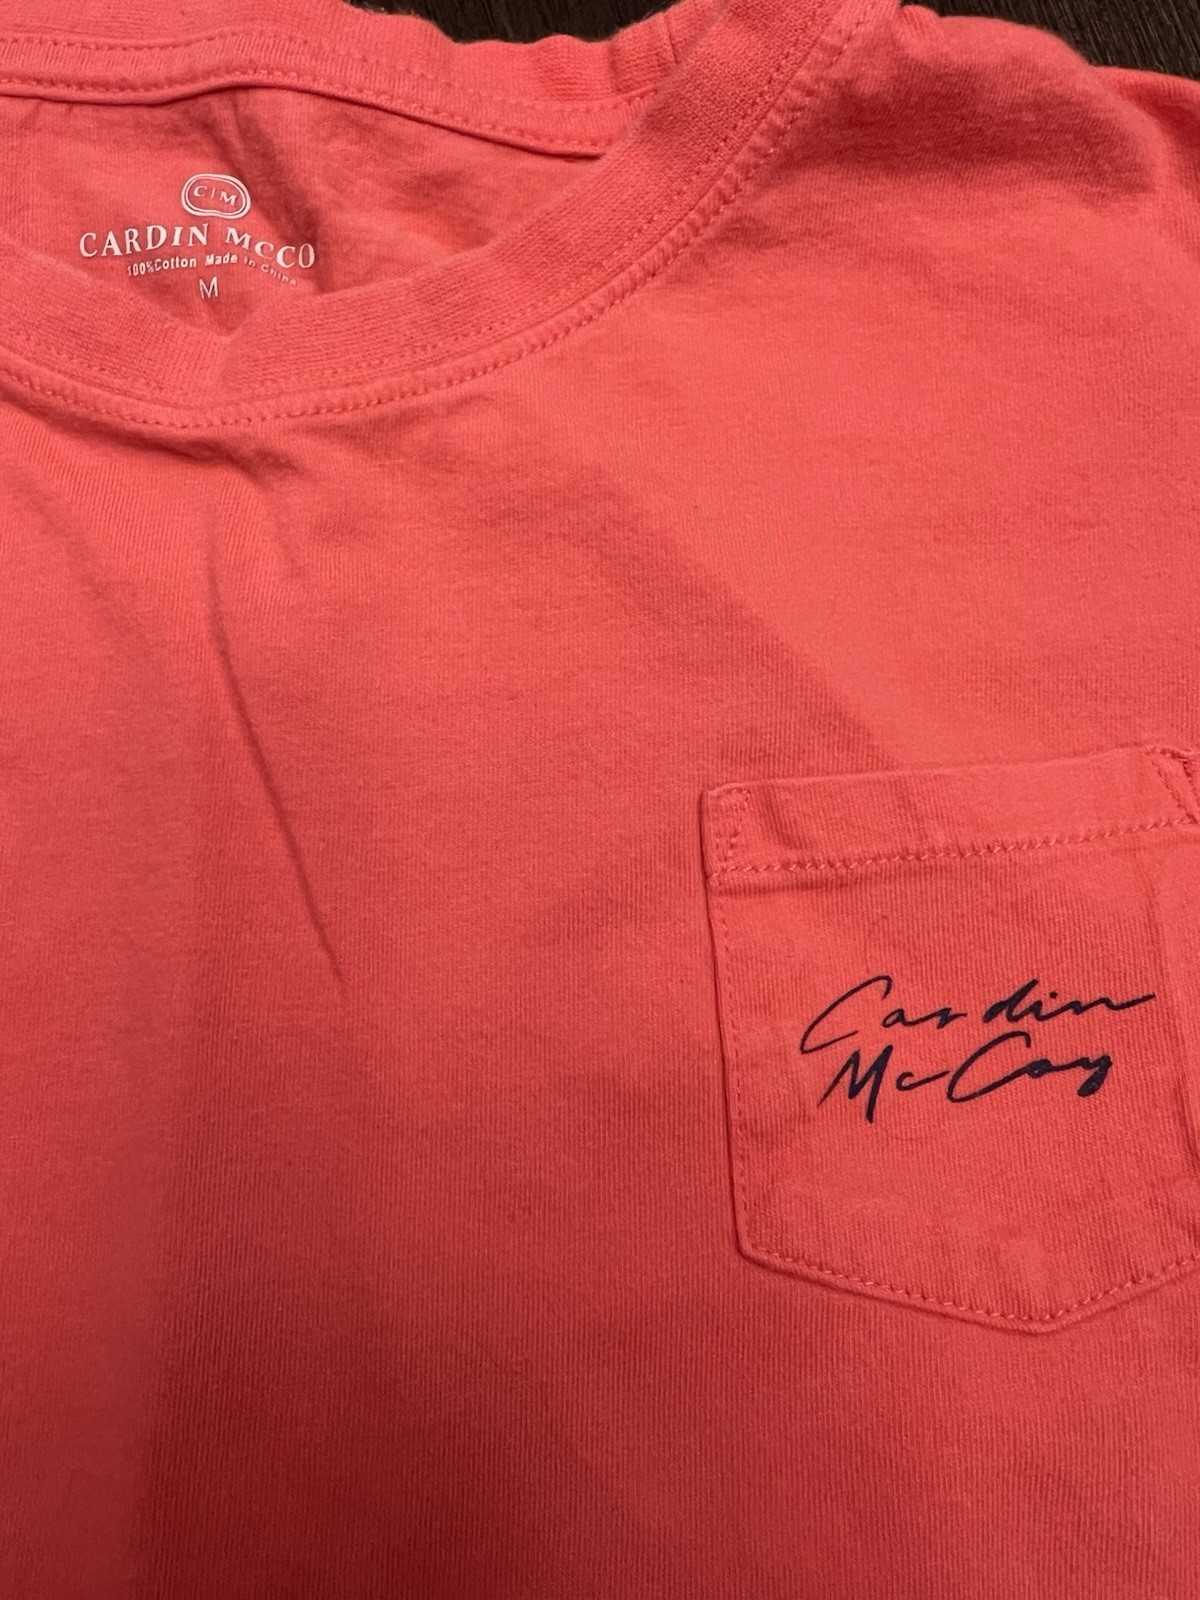 C|M
CARDIN MCCO
100%Cotton Made in China
M
Cardin
McCoy